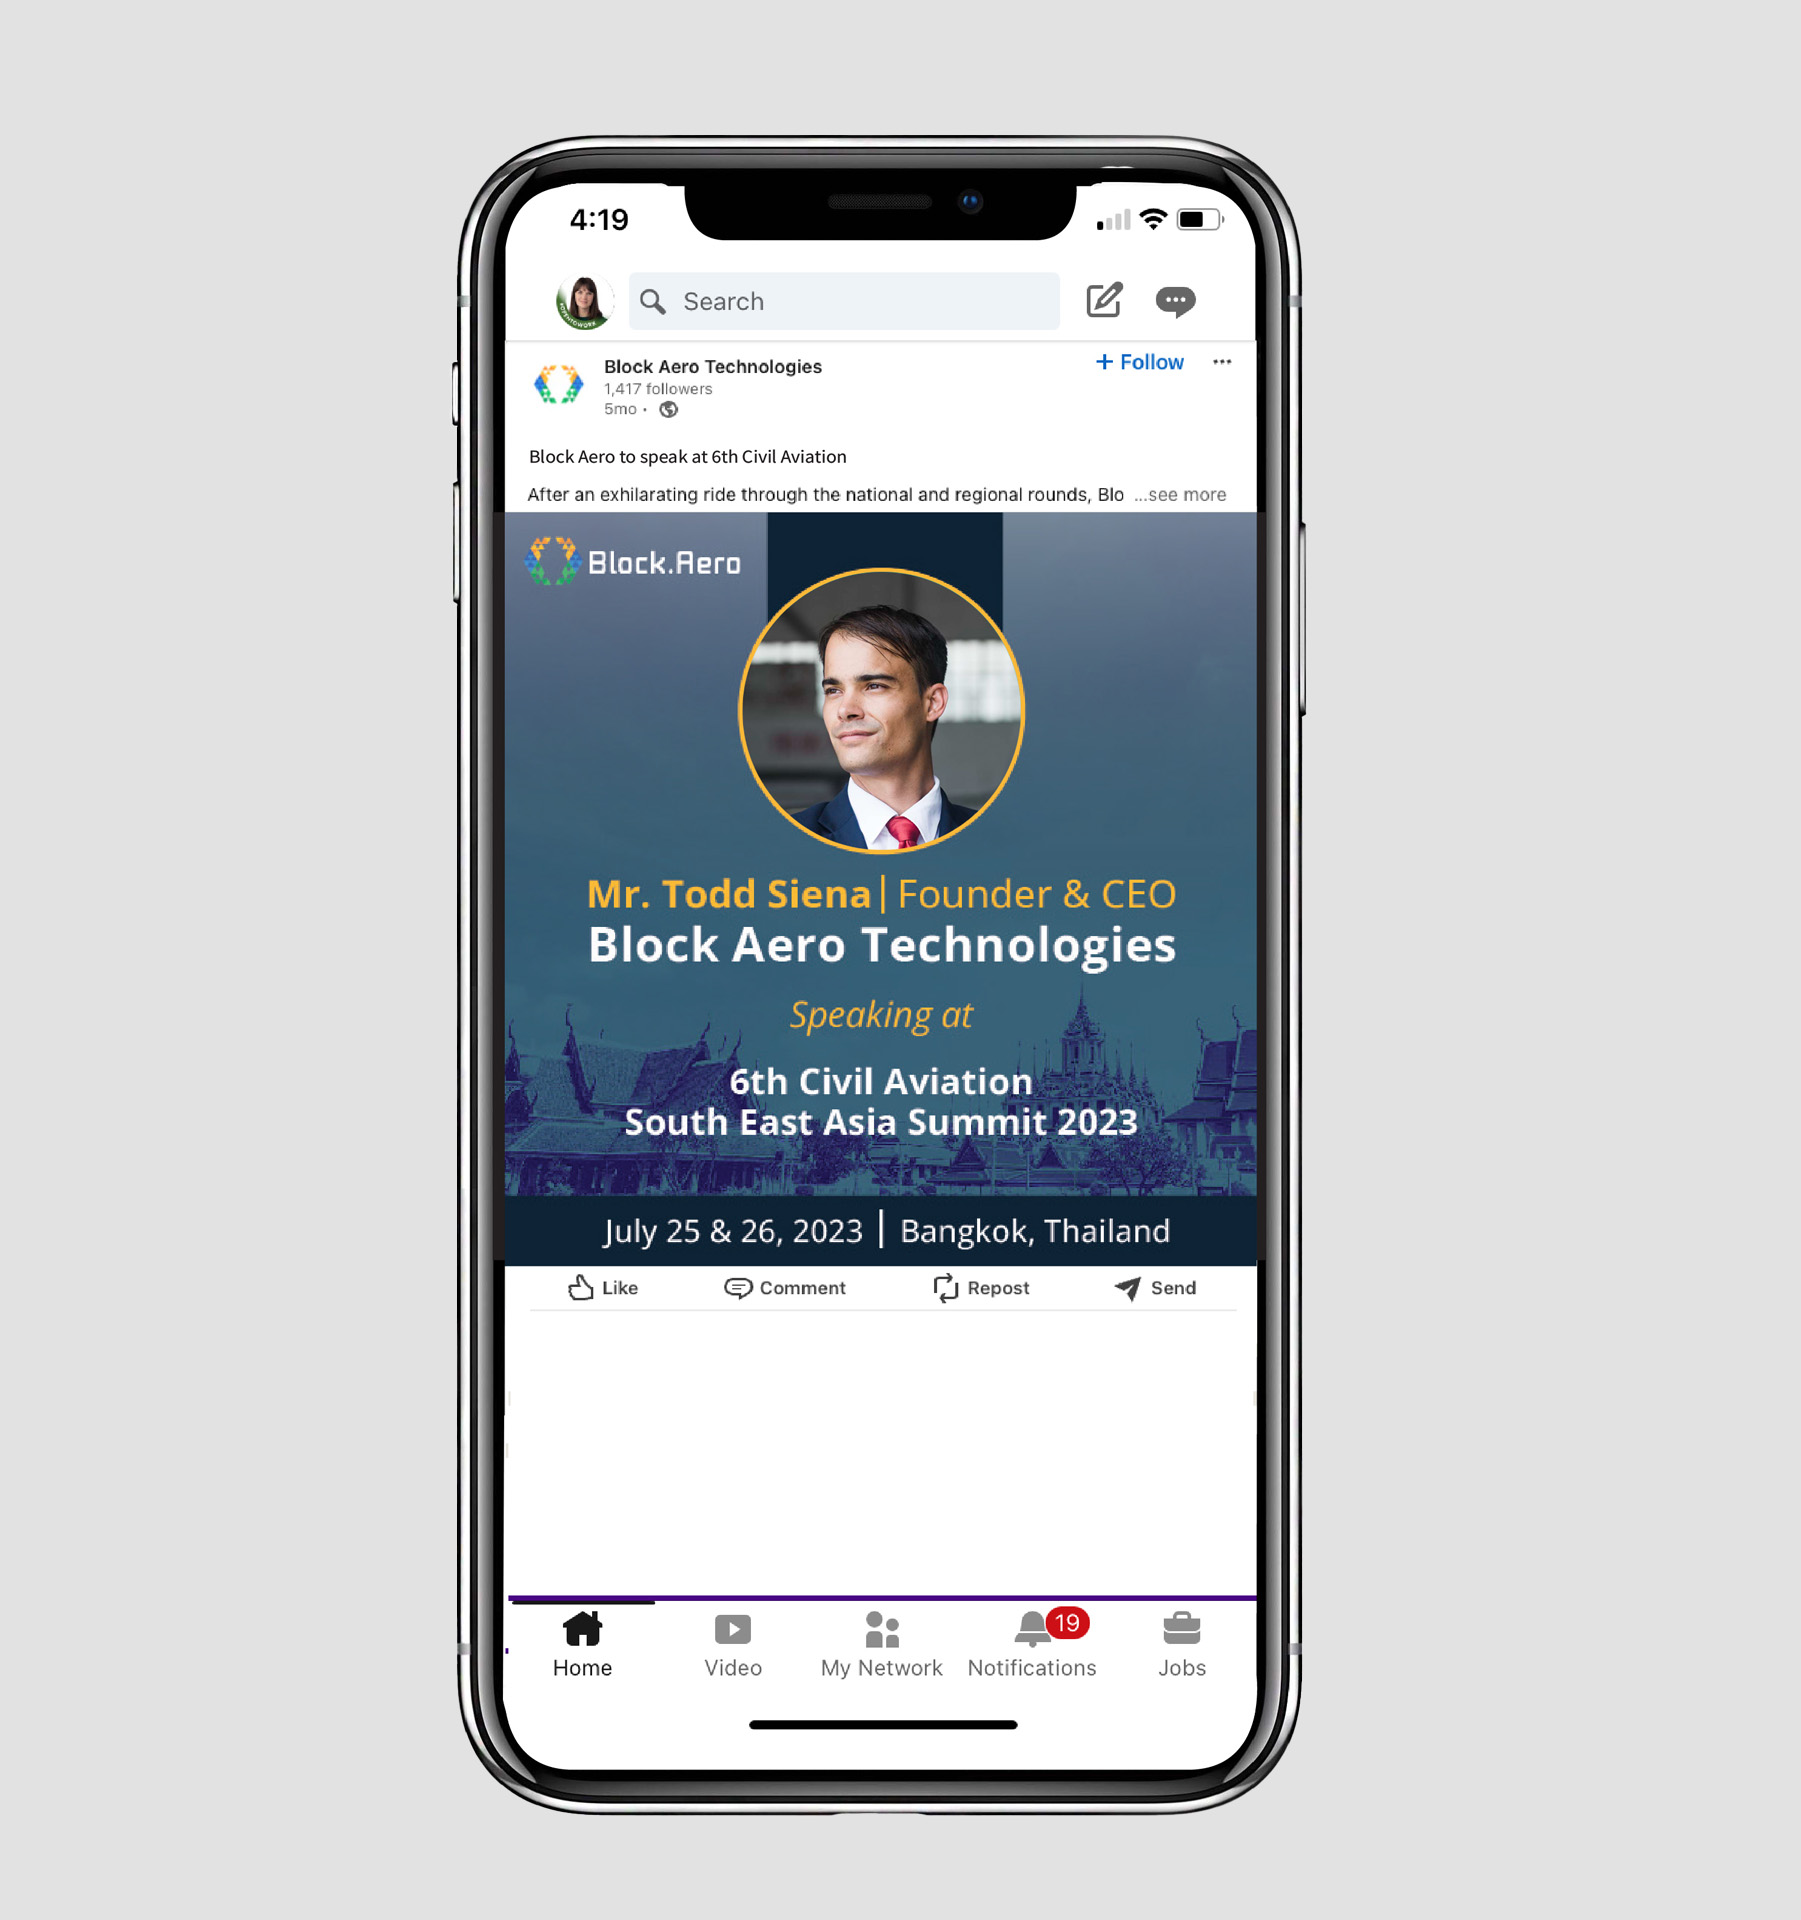 4:19
Search
#OPENTOWORK
Block Aero Technologies
+ Follow
1,417 followers
5mo •
Block Aero to speak at 6th Civil Aviation
After an exhilarating ride through the national and regional rounds, Blo ...see more
Block.Aero
Mr. Todd Siena | Founder & CEO
Block Aero Technologies
Speaking at
6th Civil Aviation
South East Asia Summit 2023
July 25 & 26, 2023 | Bangkok, Thailand
Like Comment Repost Send
19
Home Video My Network Notifications Jobs